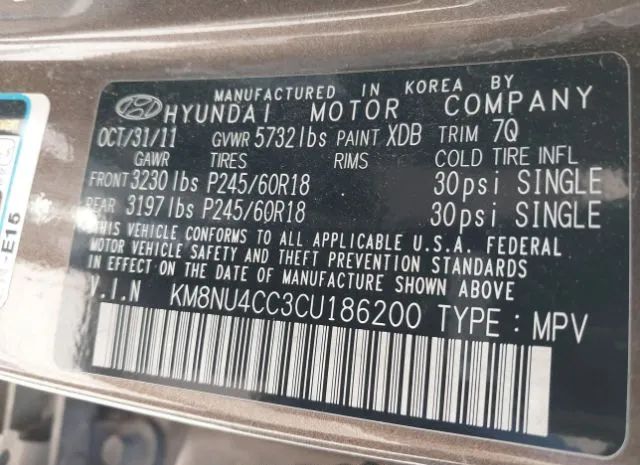 MANUFACTURED IN KOREA BY
HYUNDAI MOTOR COMPANY
OCT/31/11 GVWR 5732lbs PAINT XDB TRIM 7Q
GAWR TIRES RIMS COLD TIRE INFL
FRONT 3230lbs P245/60R18 30psi SINGLE
REAR 3197lbs P245/60R18 30psi SINGLE
THIS VEHICLE CONFORMS TO ALL APPLICABLE U.S.A. FEDERAL
MOTOR VEHICLE SAFETY AND THEFT PREVENTION STANDARDS
IN EFFECT ON THE DATE OF MANUFACTURE SHOWN ABOVE.
V.I.N KM8NU4CC3CU186200 TYPE : MPV
-E15